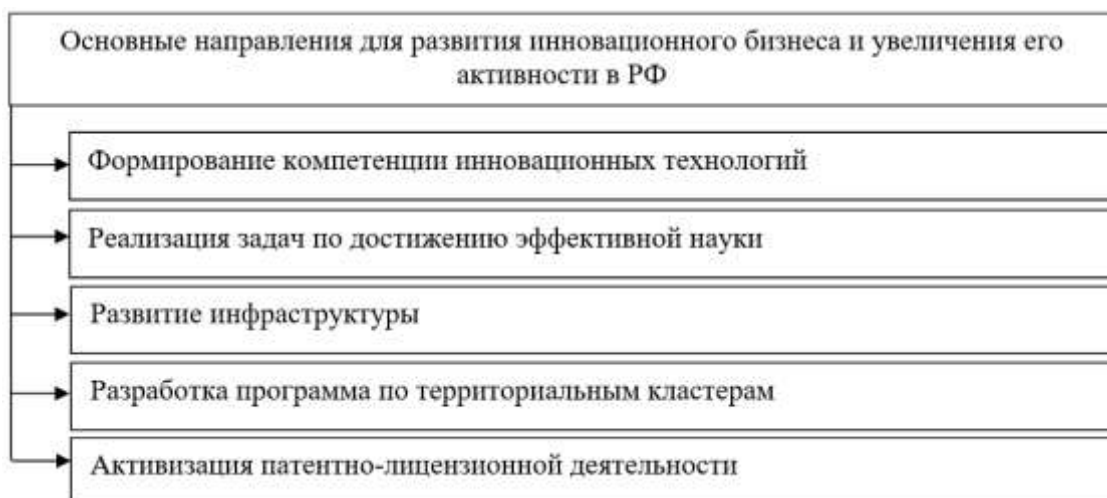 Основные направления для развития инновационного бизнеса и увеличения его
активности в РФ
Формирование компетенции инновационных технологий
Реализация задач по достижению эффективной науки
Развитие инфраструктуры
Разработка программа по территориальным кластерам
Активизация патентно-лицензионной деятельности